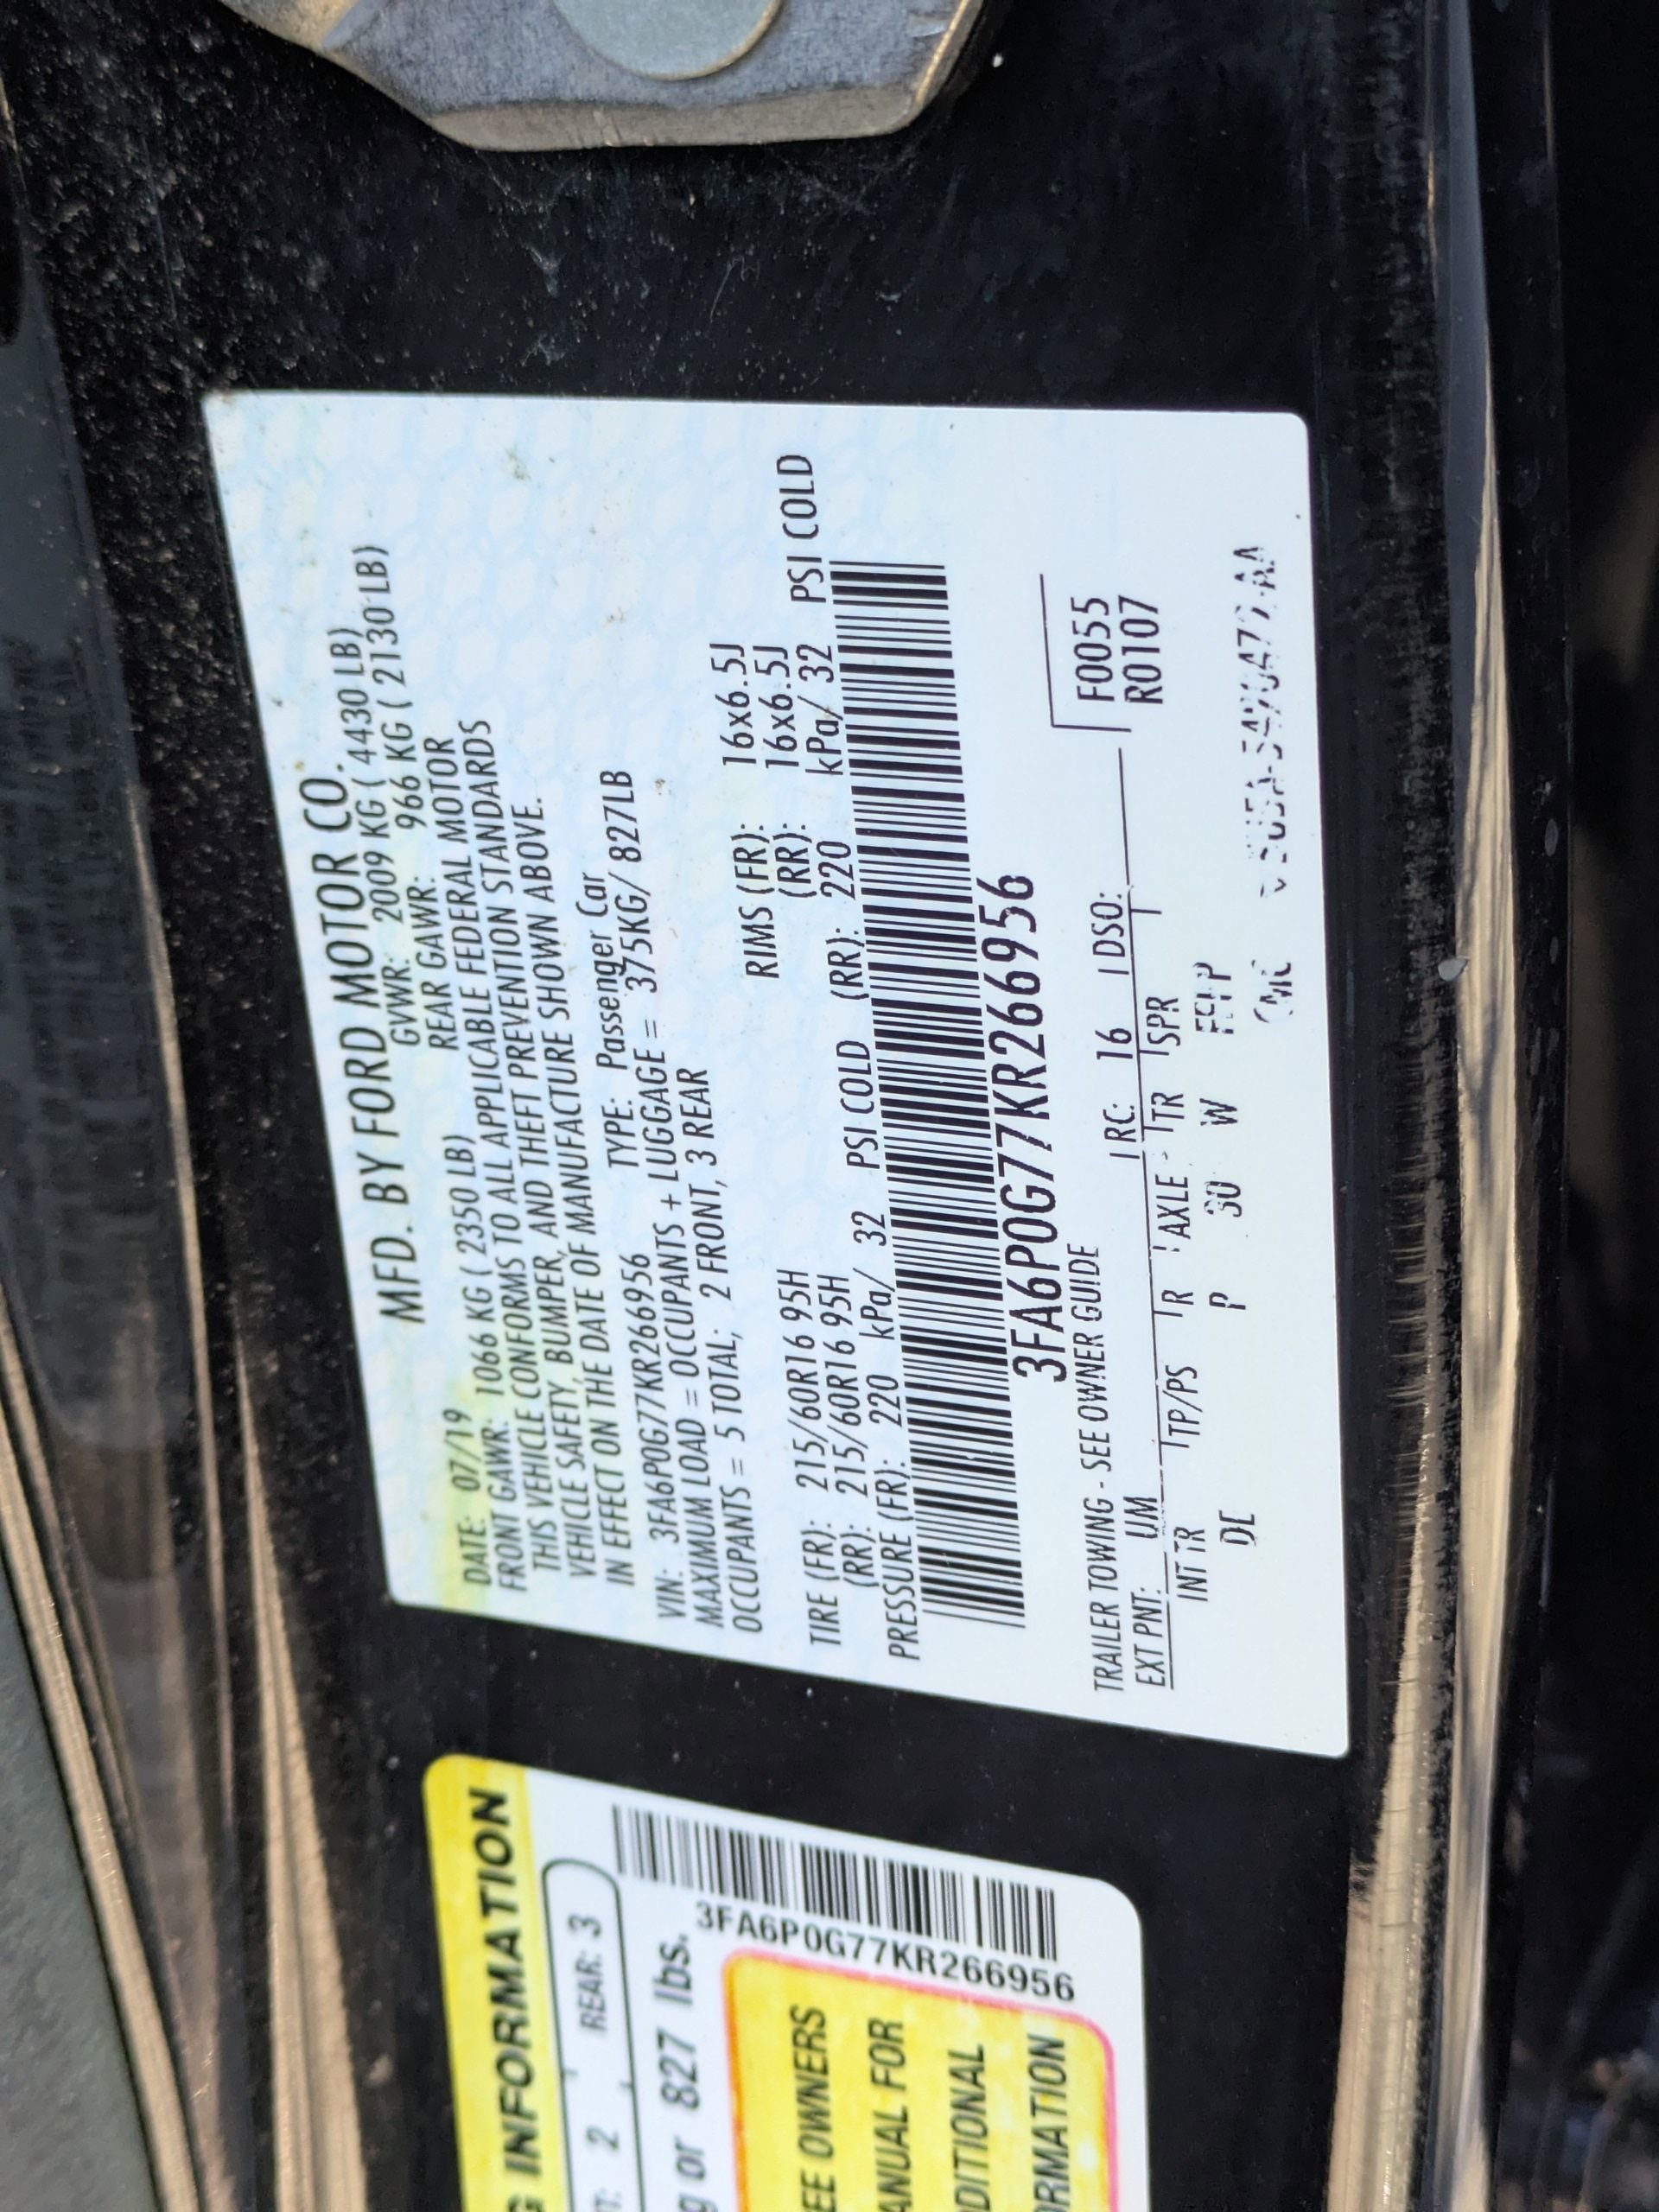 MFD. BY FORD MOTOR CO.
DATE: 07/19 GVWR: 2009 KG ( 4430 LB)
FRONT GAWR: 1066 KG ( 2350 LB) REAR GAWR: 966 KG ( 2130 LB)
THIS VEHICLE CONFORMS TO ALL APPLICABLE FEDERAL MOTOR
VEHICLE SAFETY, BUMPER, AND THEFT PREVENTION STANDARDS
IN EFFECT ON THE DATE OF MANUFACTURE SHOWN ABOVE.
VIN: 3FA6P0G77KR266956 TYPE: Passenger Car
MAXIMUM LOAD = OCCUPANTS + LUGGAGE = 375KG/ 827LB
OCCUPANTS = 5 TOTAL; 2 FRONT, 3 REAR
TIRE (FR): 215/60R16 95H RIMS (FR): 16x6.5J
(RR): 215/60R16 95H (RR): 16x6.5J
PRESSURE (FR): 220 kPa/ 32 PSI COLD (RR): 220 kPa/ 32 PSI COLD
3FA6P0G77KR266956
TRAILER TOWING - SEE OWNER GUIDE
F0055
R0107
EXT PNT: UM RC: 16 DSO:
INT TR TP/PS R AXLE TR SPR
P W
G INFORMATION
2 REAR: 3
g or 827 lbs.
3FA6P0G77KR266956
EE OWNERS
ANUAL FOR
DDITIONAL
ORMATION